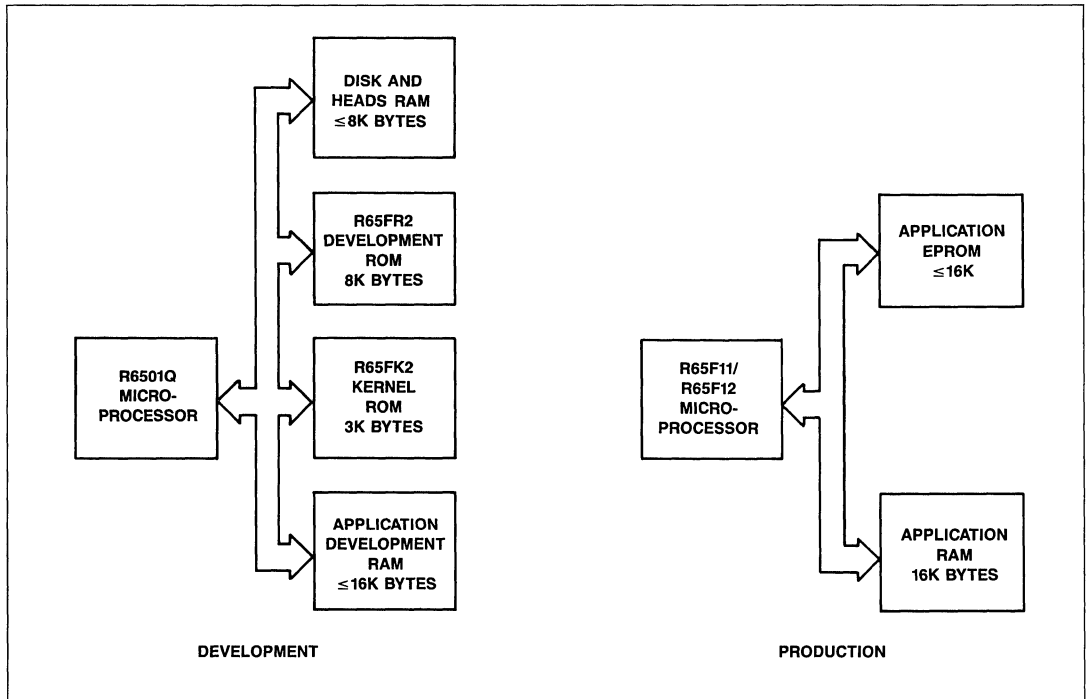 DISK AND
HEADS RAM
≤8K BYTES
R65FR2
DEVELOPMENT
ROM
8K BYTES
R6501Q
MICRO-
PROCESSOR
R65FK2
KERNEL
ROM
3K BYTES
APPLICATION
DEVELOPMENT
RAM
≤16K BYTES
DEVELOPMENT
APPLICATION
EPROM
≤16K
R65F11/
R65F12
MICRO-
PROCESSOR
APPLICATION
RAM
16K BYTES
PRODUCTION